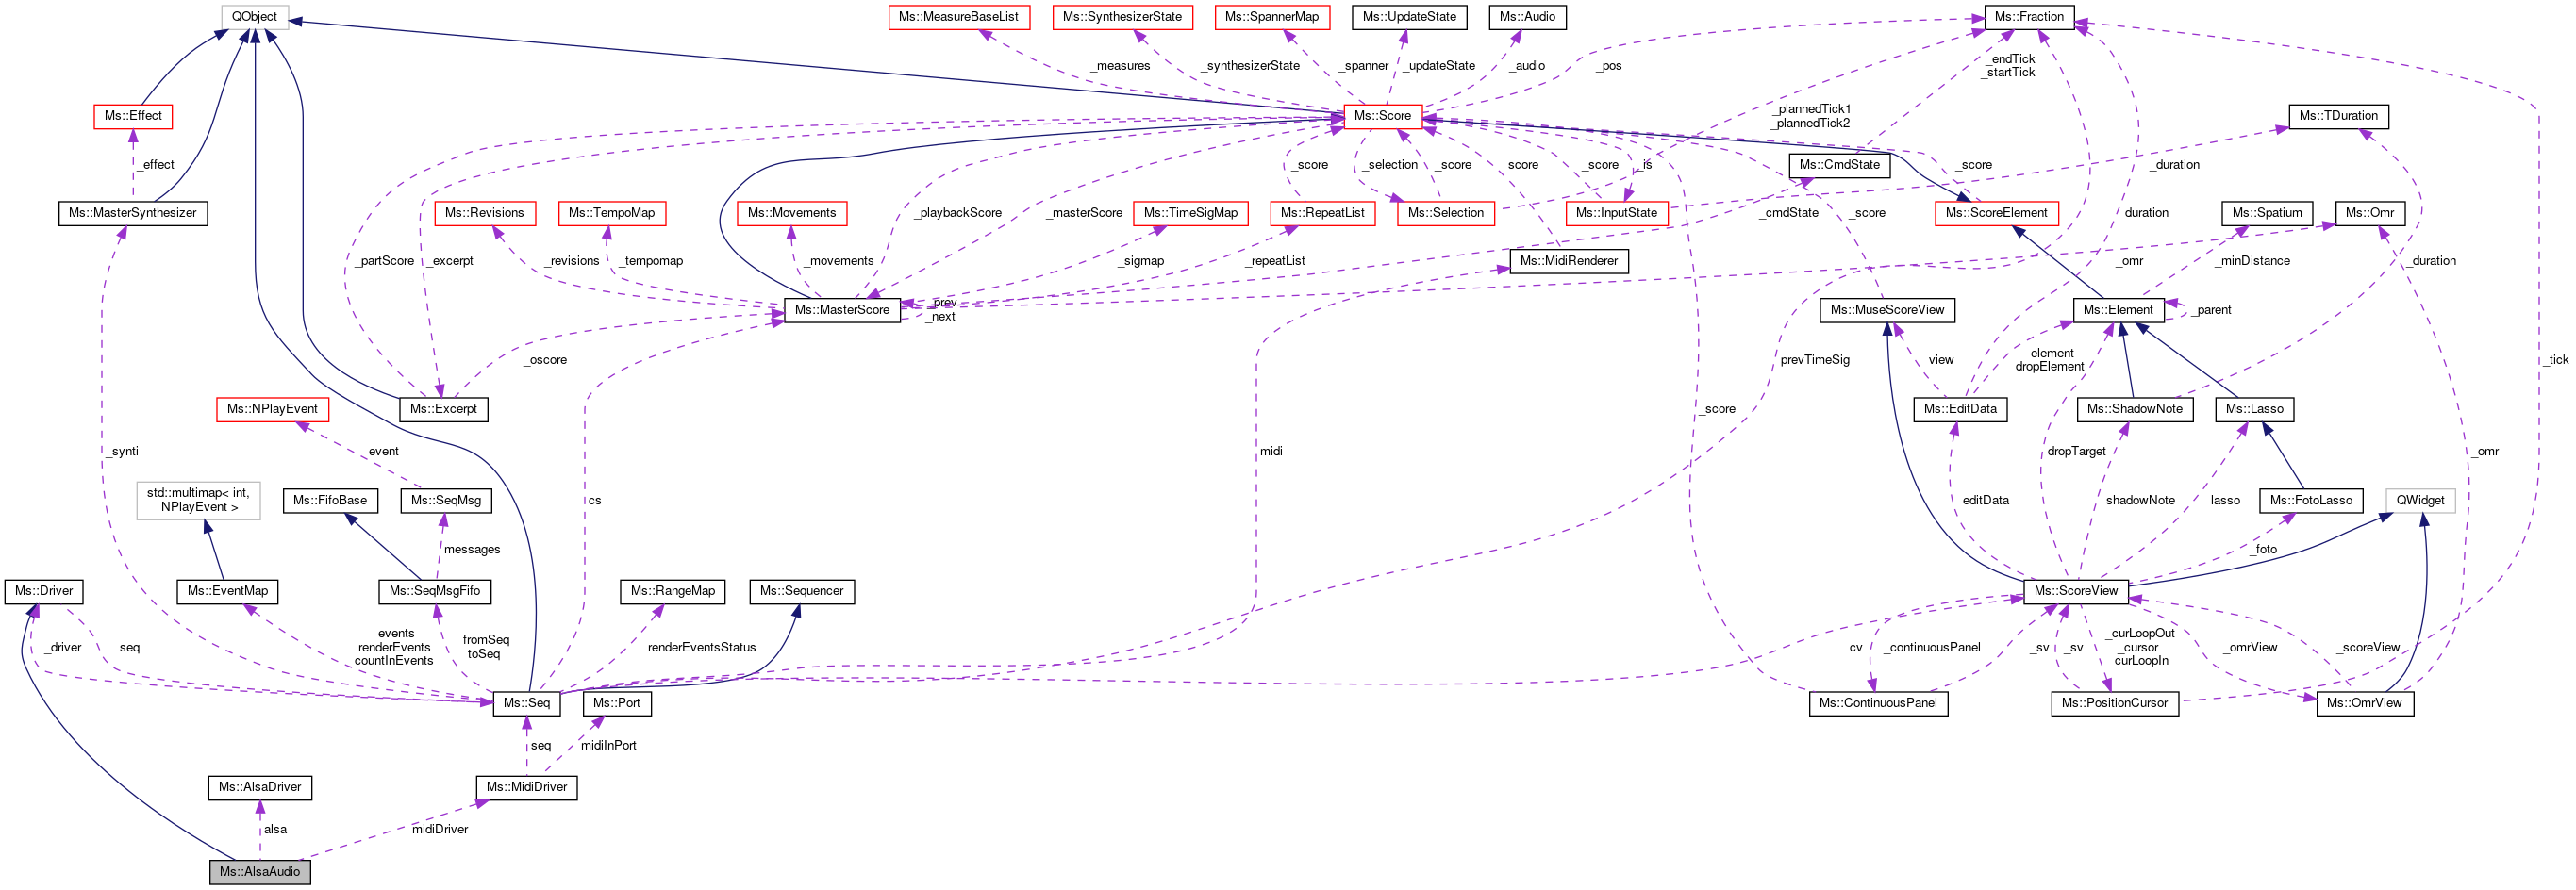 QObject
Ms::MeasureBaseList
Ms::SynthesizerState
Ms::SpannerMap
Ms::UpdateState
Ms::Audio
Ms::Fraction
_measures
_synthesizerState
_spanner
_updateState
_audio
_pos
_endTick
_startTick
Ms::Effect
Ms::Score
_plannedTick1
_plannedTick2
Ms::TDuration
_effect
_score
_selection
_score
_score
_is
score
Ms::CmdState
_score
_duration
Ms::MasterSynthesizer
Ms::Revisions
Ms::TempoMap
Ms::Movements
_playbackScore
_masterScore
Ms::TimeSigMap
Ms::RepeatList
Ms::Selection
Ms::InputState
_cmdState
_score
Ms::ScoreElement
duration
Ms::Spatium
Ms::Omr
_partScore
_excerpt
_revisions
_tempomap
_movements
_sigmap
_repeatList
Ms::MidiRenderer
_omr
_minDistance
_duration
Ms::MasterScore
_prev
_next
Ms::MuseScoreView
Ms::Element
_parent
_oscore
prevTimeSig
view
element
dropElement
_tick
Ms::NPlayEvent
Ms::Excerpt
_score
Ms::EditData
Ms::ShadowNote
Ms::Lasso
_synti
event
midi
dropTarget
_omr
std::multimap< int,
NPlayEvent >
Ms::FifoBase
Ms::SeqMsg
cs
editData
shadowNote
lasso
Ms::FotoLasso
QWidget
messages
_foto
Ms::Driver
Ms::EventMap
Ms::SeqMsgFifo
Ms::RangeMap
Ms::Sequencer
Ms::ScoreView
_driver
seq
events
renderEvents
countInEvents
fromSeq
toSeq
renderEventsStatus
cv
_continuousPanel
_sv
_sv
_curLoopOut
_cursor
_curLoopIn
_omrView
_scoreView
Ms::Seq
Ms::Port
Ms::ContinuousPanel
Ms::PositionCursor
Ms::OmrView
seq
midiInPort
Ms::AlsaDriver
Ms::MidiDriver
alsa
midiDriver
Ms::AlsaAudio